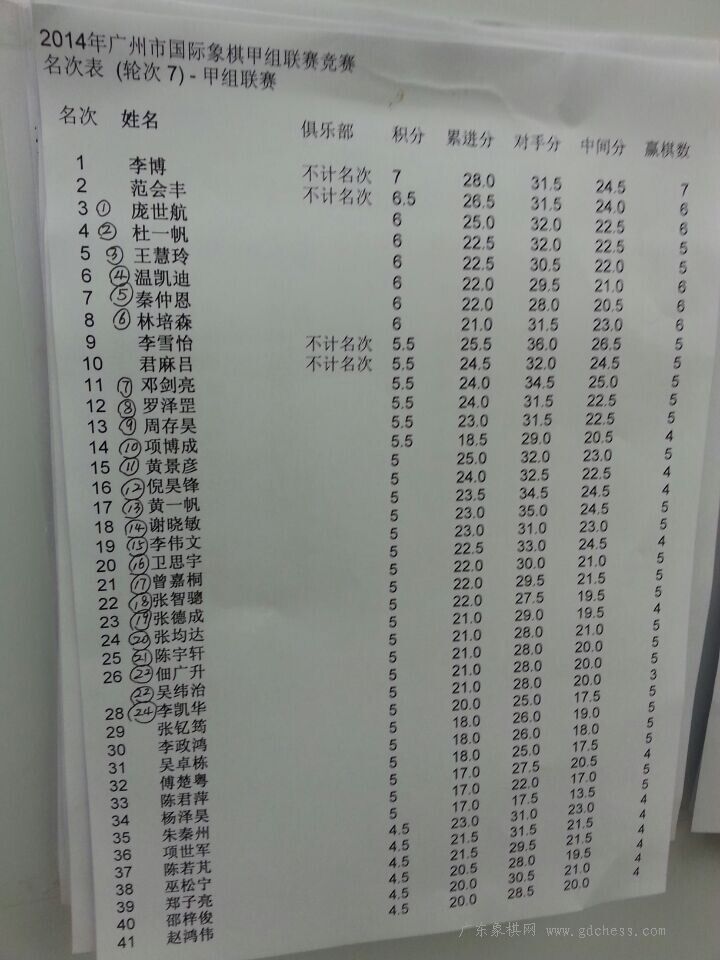 2014年广州市国际象棋甲组联赛竞赛
名次表 (轮次 7) - 甲组联赛
名次 姓名 俱乐部 积分 累进分 对手分 中间分 赢棋数
1 李博 不计名次 7 28.0 31.5 24.5 7
2 范会丰 不计名次 6.5 26.5 31.5 24.0 6
3 ① 庞世航 6 25.0 32.0 22.5 6
4 ② 杜一帆 6 22.5 32.0 22.5 5
5 ③ 王慧玲 6 22.5 30.5 22.0 5
6 ④ 温凯迪 6 22.0 29.5 21.0 6
7 ⑤ 秦仲恩 6 22.0 28.0 20.5 6
8 ⑥ 林培森 6 21.0 31.5 23.0 6
9 李雪怡 不计名次 5.5 25.5 36.0 26.5 5
10 君麻吕 不计名次 5.5 24.5 32.0 24.5 5
11 ⑦ 邓剑亮 5.5 24.0 34.5 25.0 5
12 ⑧ 罗泽罡 5.5 24.0 31.5 22.5 5
13 ⑨ 周存昊 5.5 23.0 31.5 22.5 5
14 ⑩ 项博成 5.5 18.5 29.0 20.5 4
15 ⑪ 黄景彦 5 25.0 32.0 23.0 5
16 ⑫ 倪昊锋 5 24.0 32.5 22.5 4
17 ⑬ 黄一帆 5 23.5 34.5 24.5 4
18 ⑭ 谢晓敏 5 23.0 35.0 24.5 5
19 ⑮ 李伟文 5 23.0 31.0 23.0 5
20 ⑯ 卫思宇 5 22.5 33.0 24.5 4
21 ⑰ 曾嘉桐 5 22.0 30.0 21.0 5
22 ⑱ 张智骢 5 22.0 29.5 21.5 5
23 ⑲ 张德成 5 22.0 27.5 19.5 5
24 ⑳ 张均达 5 21.0 29.0 21.0 4
25 ㉑ 陈宇轩 5 21.0 28.0 20.0 5
26 ㉒ 佃广升 5 21.0 28.0 20.0 5
㉒ 吴纬治 5 21.0 28.0 20.0 3
28 ㉔ 李凯华 5 20.0 25.0 17.5 5
29 张钇筠 5 18.0 26.0 19.0 5
30 李政鸿 5 18.0 26.0 18.0 5
31 吴卓栋 5 18.0 25.0 17.5 5
32 傅楚粤 5 17.0 27.5 20.5 4
33 陈君萍 5 17.0 22.0 17.0 5
34 杨泽昊 5 17.0 17.5 13.5 5
35 朱秦州 4.5 23.0 31.0 23.0 4
36 项世军 4.5 21.5 31.5 21.5 4
37 陈若芃 4.5 21.5 29.5 21.5 4
38 巫松宁 4.5 20.5 28.0 19.5 4
39 郑子亮 4.5 20.0 30.5 21.0 4
40 邵梓俊 4.5 20.0 28.5 20.0
41 赵鸿伟
广东象棋网 www.gdchess.com